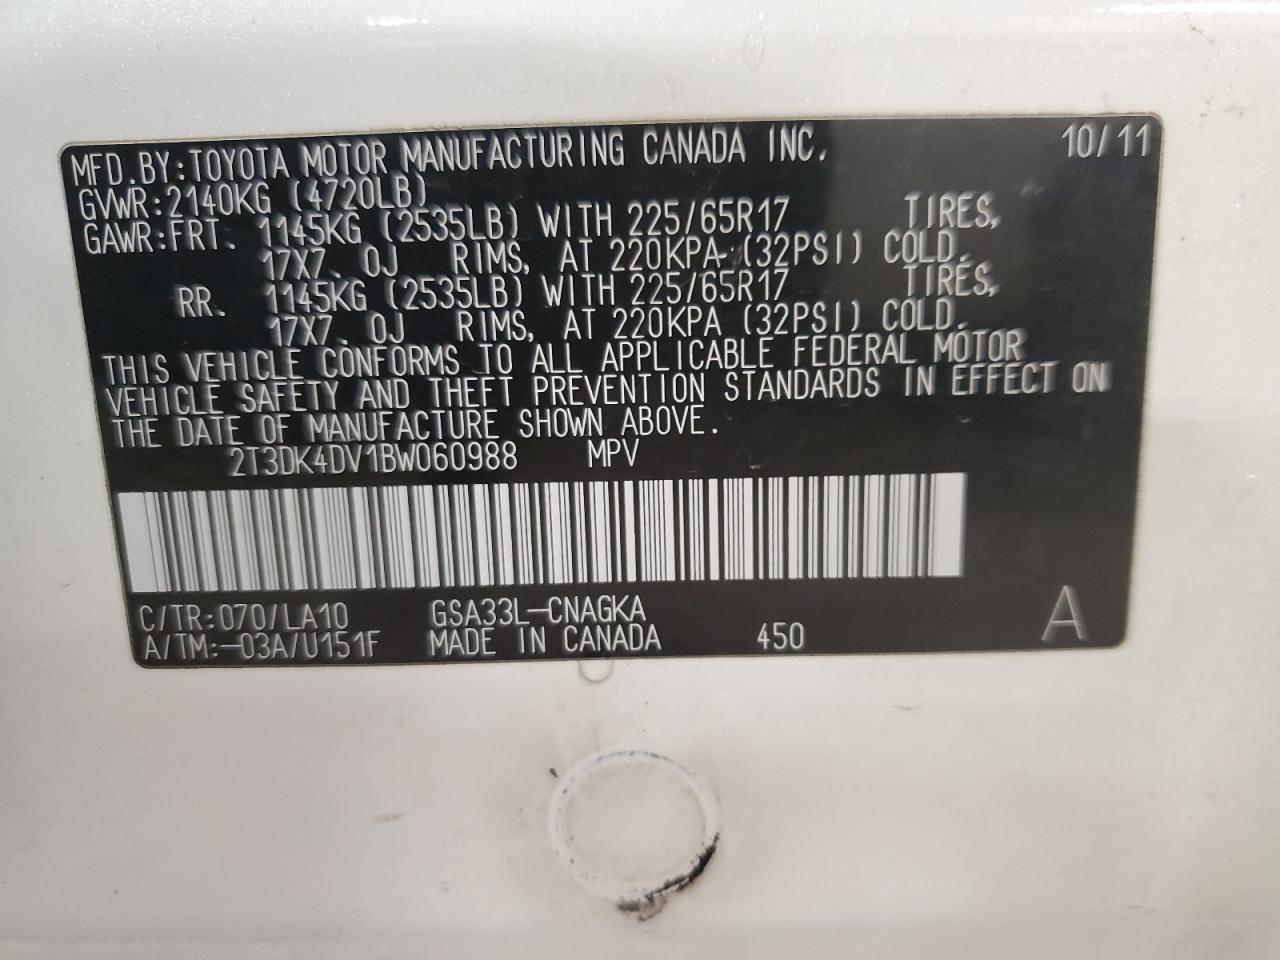 MFD.BY:TOYOTA MOTOR MANUFACTURING CANADA INC. 10/11
GVWR:2140KG (4720LB)
GAWR:FRT. 1145KG (2535LB) WITH 225/65R17 TIRES,
17X7.0J RIMS, AT 220KPA (32PSI) COLD.
RR. 1145KG (2535LB) WITH 225/65R17 TIRES,
17X7.0J RIMS, AT 220KPA (32PSI) COLD.
THIS VEHICLE CONFORMS TO ALL APPLICABLE FEDERAL MOTOR
VEHICLE SAFETY AND THEFT PREVENTION STANDARDS IN EFFECT ON
THE DATE OF MANUFACTURE SHOWN ABOVE.
2T3DK4DV1BW060988 MPV
C/TR:070/LA10 GSA33L-CNAGKA
A/TM:-03A/U151F MADE IN CANADA 450 A